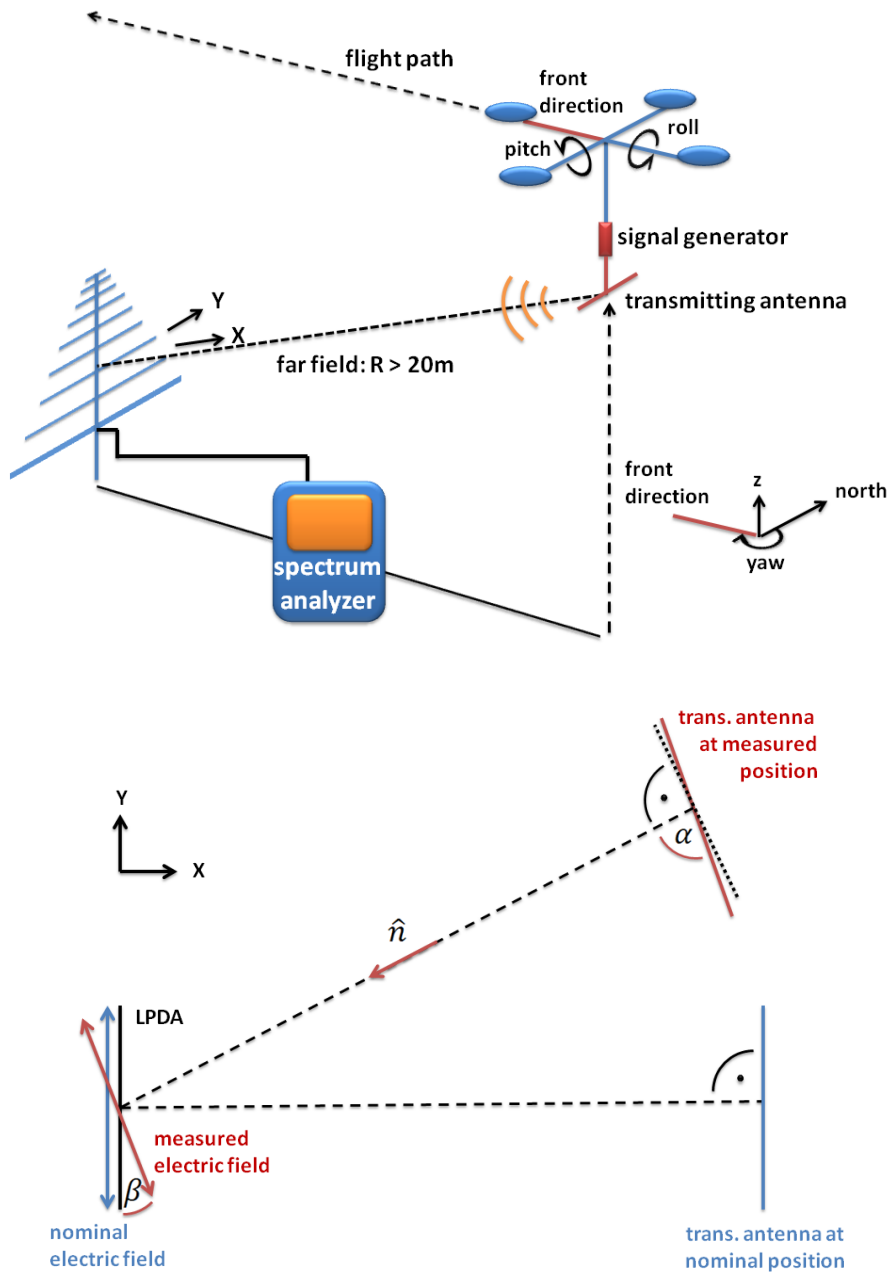 flight path
front
direction
roll
pitch
signal generator
transmitting antenna
Y
X
far field: R > 20m
front
direction
z
north
yaw
spectrum
analyzer
trans. antenna
at measured
position
Y
X
α
n̂
LPDA
measured
electric field
β
nominal
electric field
trans. antenna at
nominal position